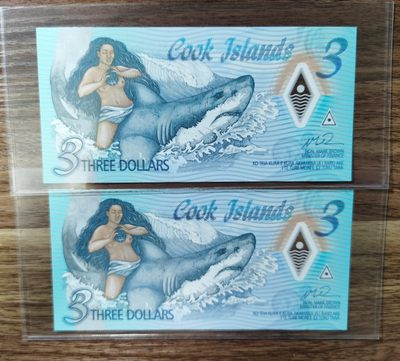 Cook Islands 3
HON. MARK BROWN
MINISTER OF FINANCE
3 THREE DOLLARS
Cook Islands 3
HON. MARK BROWN
MINISTER OF FINANCE
3 THREE DOLLARS